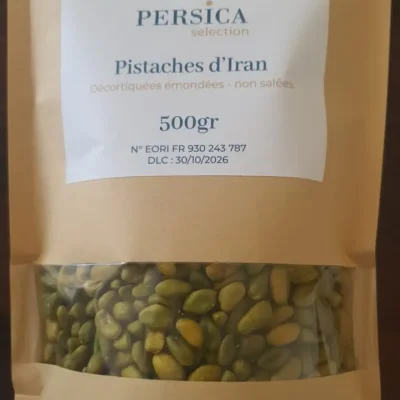 PERSICA
selection
Pistaches d'Iran
Décortiquées émondées - non salées
500gr
N° EORI FR 930 243 787
DLC : 30/10/2026